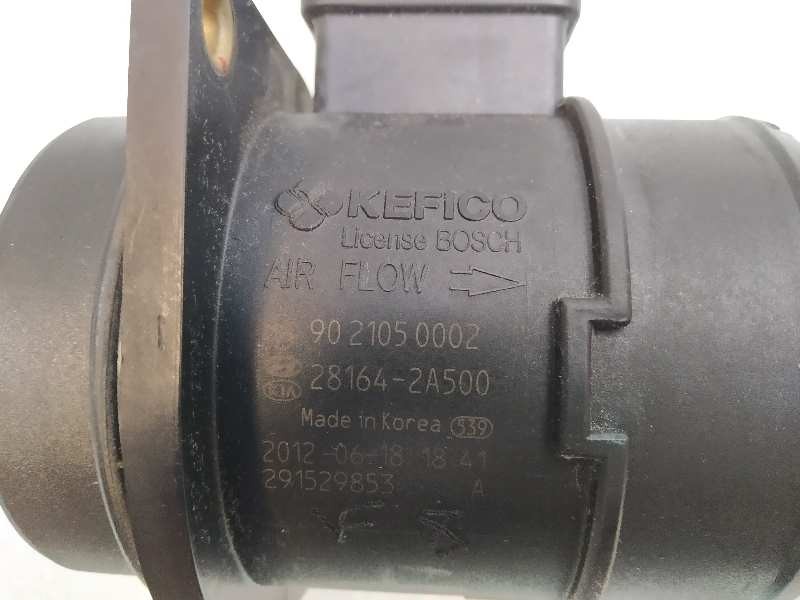 KEFICO
License BOSCH
AIR FLOW
90 2105 0002
KIA 28164-2A500
Made in Korea 539
2012-06-18 18 41
291529853 A